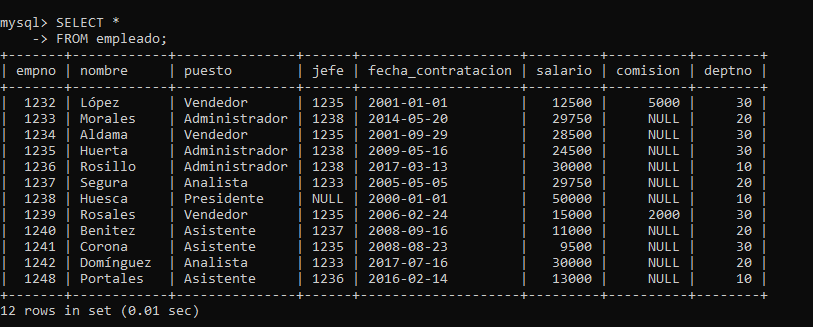 mysql> SELECT *
    -> FROM empleado;
+-------+-----------+---------------+------+--------------------+---------+----------+--------+
| empno | nombre    | puesto        | jefe | fecha_contratacion | salario | comision | deptno |
+-------+-----------+---------------+------+--------------------+---------+----------+--------+
|  1232 | López     | Vendedor      | 1235 | 2001-01-01         |   12500 |     5000 |     30 |
|  1233 | Morales   | Administrador | 1238 | 2014-05-20         |   29750 |     NULL |     20 |
|  1234 | Aldama    | Vendedor      | 1235 | 2001-09-29         |   28500 |     NULL |     30 |
|  1235 | Huerta    | Administrador | 1238 | 2009-05-16         |   24500 |     NULL |     30 |
|  1236 | Rosillo   | Administrador | 1238 | 2017-03-13         |   30000 |     NULL |     10 |
|  1237 | Segura    | Analista      | 1233 | 2005-05-05         |   29750 |     NULL |     20 |
|  1238 | Huesca    | Presidente    | NULL | 2000-01-01         |   50000 |     NULL |     10 |
|  1239 | Rosales   | Vendedor      | 1235 | 2006-02-24         |   15000 |     2000 |     30 |
|  1240 | Benitez   | Asistente     | 1237 | 2008-09-16         |   11000 |     NULL |     20 |
|  1241 | Corona    | Asistente     | 1235 | 2008-08-23         |    9500 |     NULL |     30 |
|  1242 | Domínguez | Analista      | 1233 | 2017-07-16         |   30000 |     NULL |     20 |
|  1248 | Portales  | Asistente     | 1236 | 2016-02-14         |   13000 |     NULL |     10 |
+-------+-----------+---------------+------+--------------------+---------+----------+--------+
12 rows in set (0.01 sec)